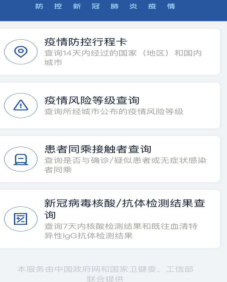 防控新冠肺炎疫情
疫情防控行程卡
查询14天内经过的国家（地区）和国内
城市
疫情风险等级查询
查询所经城市公布的疫情风险等级
患者同乘接触者查询
查询是否与确诊/疑似患者或无症状感染
者同乘
新冠病毒核酸/抗体检测结果查
询
查询7天内核酸检测结果和既往血清特
异性IgG抗体检测结果
本服务由中国政府网和国家卫健委、工信部
联合提供